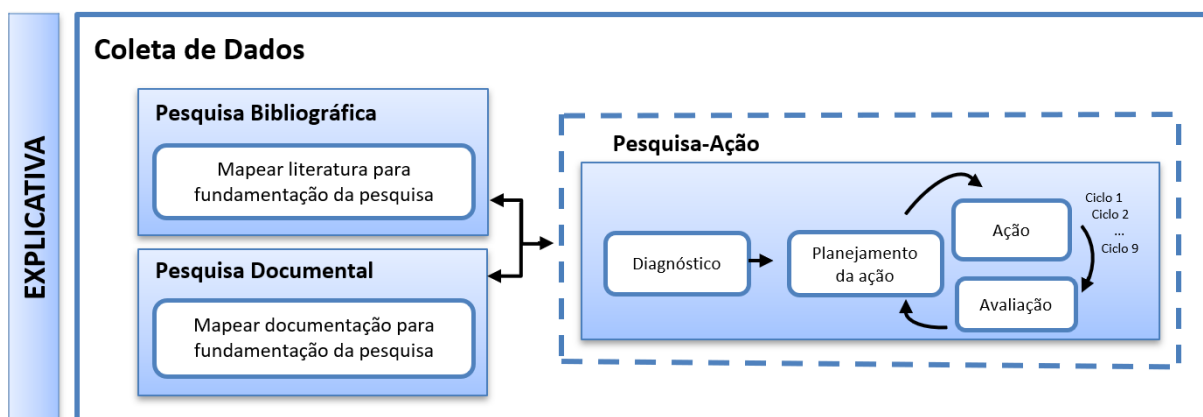 EXPLICATIVA
Coleta de Dados
Pesquisa Bibliográfica
Mapear literatura para
fundamentação da pesquisa
Pesquisa Documental
Mapear documentação para
fundamentação da pesquisa
Pesquisa-Ação
Diagnóstico
Planejamento
da ação
Ação
Avaliação
Ciclo 1
Ciclo 2
...
Ciclo 9